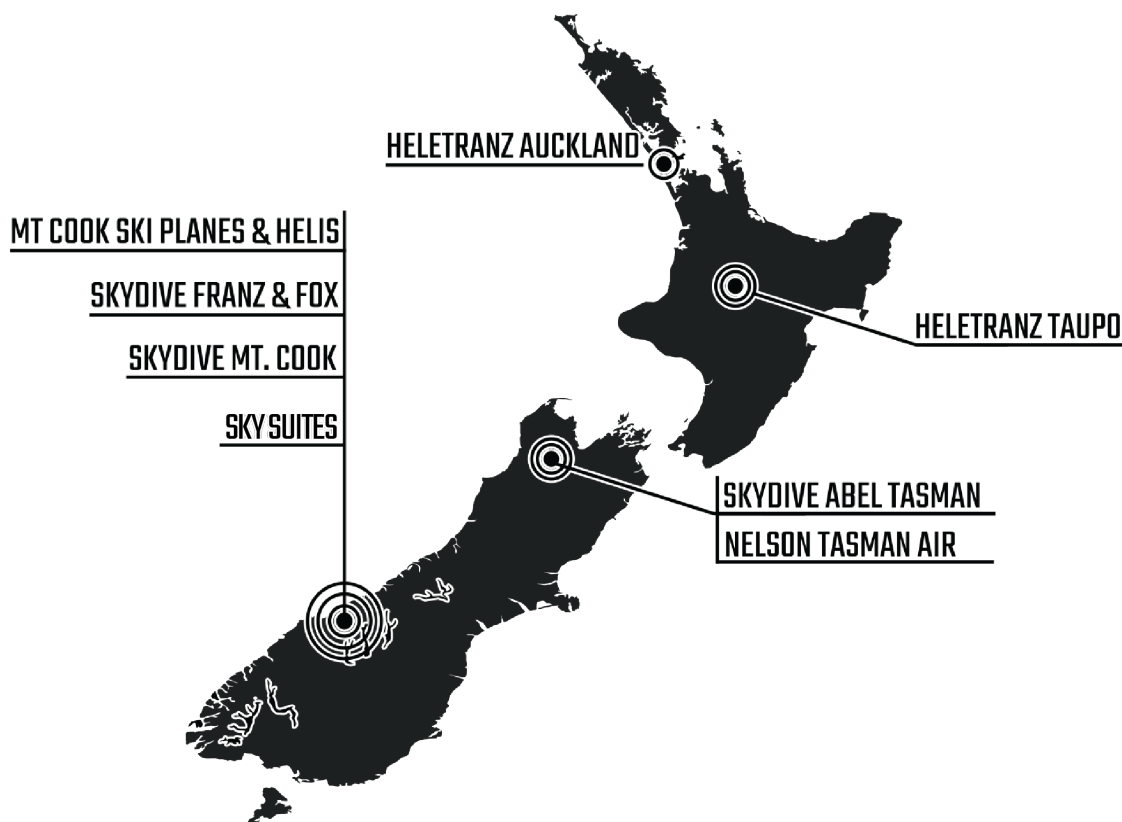 HELETRANZ AUCKLAND
MT COOK SKI PLANES & HELIS
SKYDIVE FRANZ & FOX
SKYDIVE MT. COOK
SKY SUITES
HELETRANZ TAUPO
SKYDIVE ABEL TASMAN
NELSON TASMAN AIR